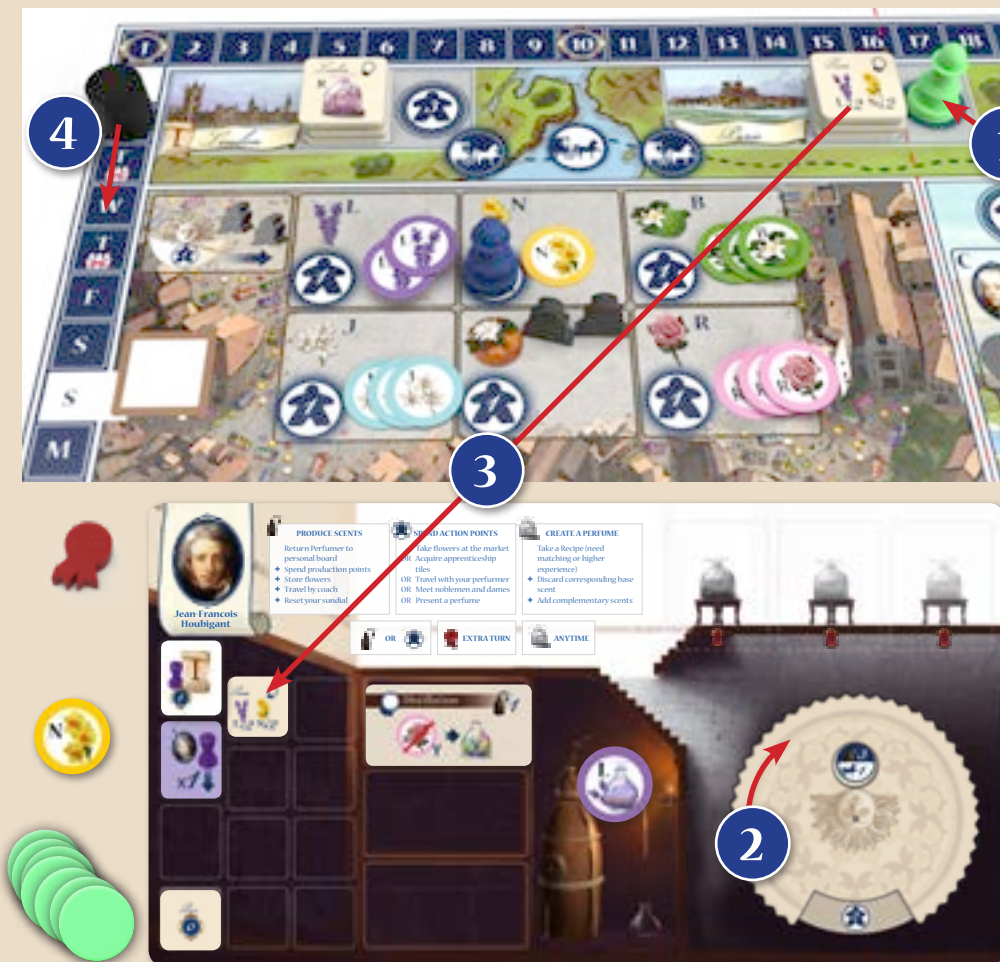 1 2 3 4 5 6 7 8 9 10 11 12 13 14 15 16 17 18
4
London
Paris
W
T
F
S
S
M
L
N
B
N
J
R
3
PRODUCE SCENTS
Return Perfumer to
personal board
+ Spend production points
+ Store flowers
+ Travel by coach
+ Reset your sundial
SPEND ACTION POINTS
Take flowers at the market
OR Acquire apprenticeship
tiles
OR Travel with your perfumer
OR Meet noblemen and dames
OR Present a perfume
CREATE A PERFUME
Take a Recipe (need
matching or higher
experience)
+ Discard corresponding base
scent
+ Add complementary scents
OR
EXTRA TURN
ANYTIME
Jean-Francois
Houbigant
N
x1
2